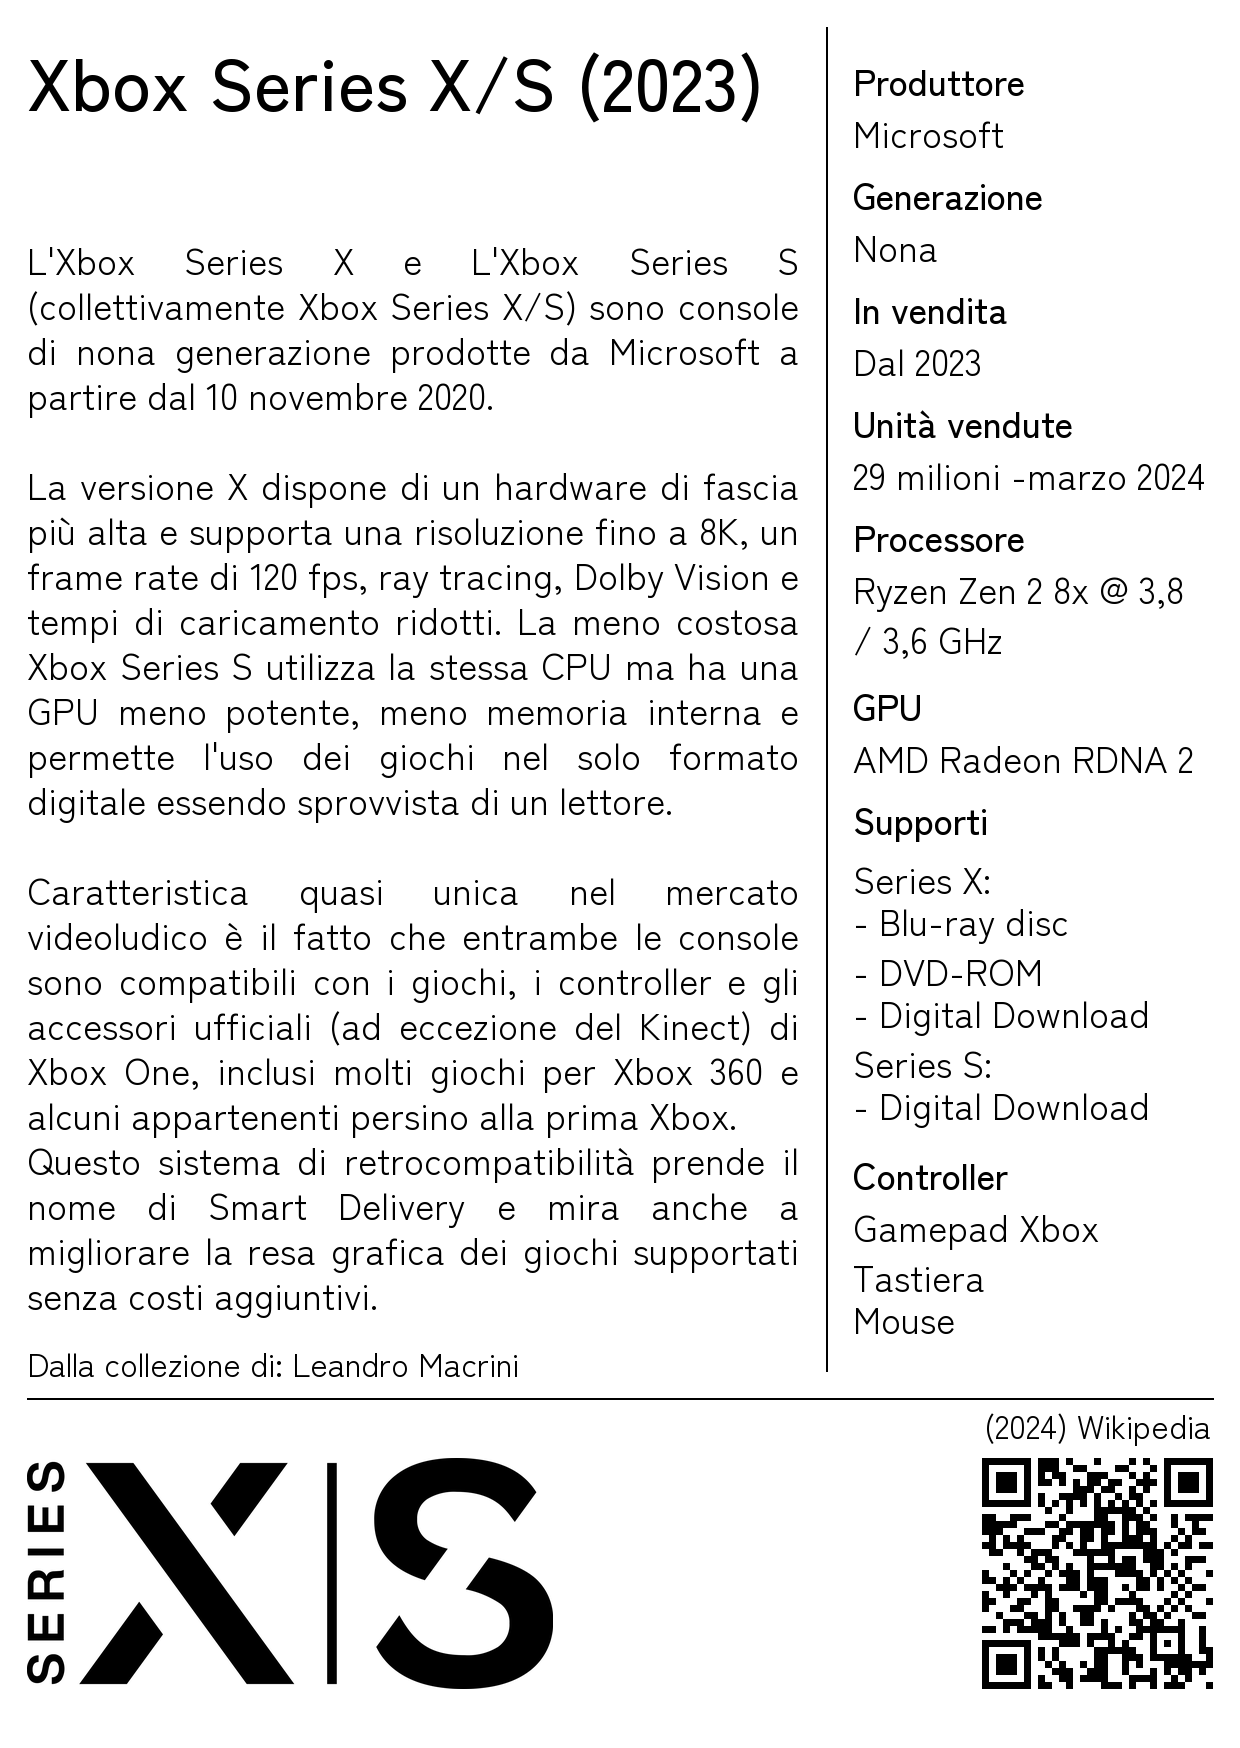 Xbox Series X/S (2023)
L'Xbox Series X e L'Xbox Series S
(collettivamente Xbox Series X/S) sono console
di nona generazione prodotte da Microsoft a
partire dal 10 novembre 2020.
La versione X dispone di un hardware di fascia
più alta e supporta una risoluzione fino a 8K, un
frame rate di 120 fps, ray tracing, Dolby Vision e
tempi di caricamento ridotti. La meno costosa
Xbox Series S utilizza la stessa CPU ma ha una
GPU meno potente, meno memoria interna e
permette l'uso dei giochi nel solo formato
digitale essendo sprovvista di un lettore.
Caratteristica quasi unica nel mercato
videoludico è il fatto che entrambe le console
sono compatibili con i giochi, i controller e gli
accessori ufficiali (ad eccezione del Kinect) di
Xbox One, inclusi molti giochi per Xbox 360 e
alcuni appartenenti persino alla prima Xbox.
Questo sistema di retrocompatibilità prende il
nome di Smart Delivery e mira anche a
migliorare la resa grafica dei giochi supportati
senza costi aggiuntivi.
Dalla collezione di: Leandro Macrini
Produttore
Microsoft
Generazione
Nona
In vendita
Dal 2023
Unità vendute
29 milioni -marzo 2024
Processore
Ryzen Zen 2 8x @ 3,8
/ 3,6 GHz
GPU
AMD Radeon RDNA 2
Supporti
Series X:
- Blu-ray disc
- DVD-ROM
- Digital Download
Series S:
- Digital Download
Controller
Gamepad Xbox
Tastiera
Mouse
(2024) Wikipedia
SERIES X|S